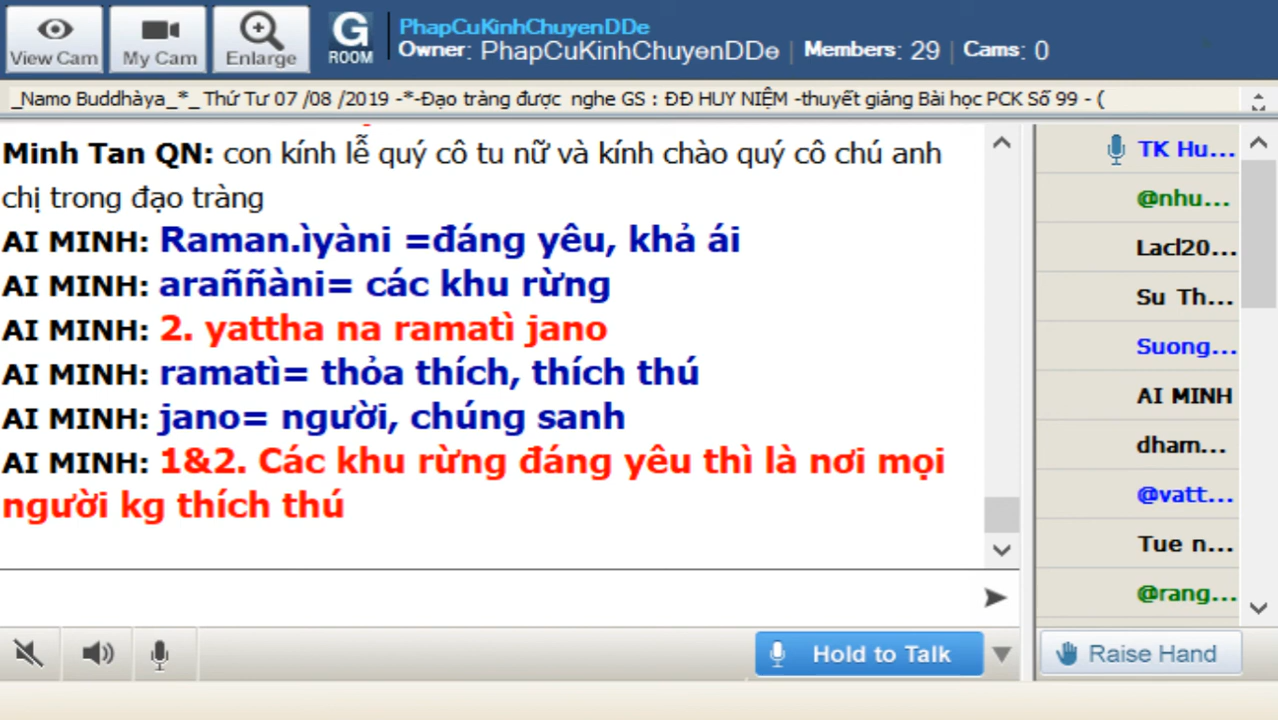 PhapCuKinhChuyenDDe
View Cam
My Cam
Enlarge
G ROOM
Owner: PhapCuKinhChuyenDDe | Members: 29 | Cams: 0
_Namo Buddhàya_*_ Thứ Tư 07 /08 /2019 -*-Đạo tràng được nghe GS : ĐĐ HUY NIỆM -thuyết giảng Bài học PCK Số 99 - (
Minh Tan QN: con kính lễ quý cô tu nữ và kính chào quý cô chú anh
chị trong đạo tràng
AI MINH: Raman.ìyàni =đáng yêu, khả ái
AI MINH: araññàni= các khu rừng
AI MINH: 2. yattha na ramatì jano
AI MINH: ramatì= thỏa thích, thích thú
AI MINH: jano= người, chúng sanh
AI MINH: 1&2. Các khu rừng đáng yêu thì là nơi mọi
người kg thích thú
TK Hu...
@nhu...
Lacl20...
Su Th...
Suong...
AI MINH
dham...
@vatt...
Tue n...
@rang...
Hold to Talk
Raise Hand